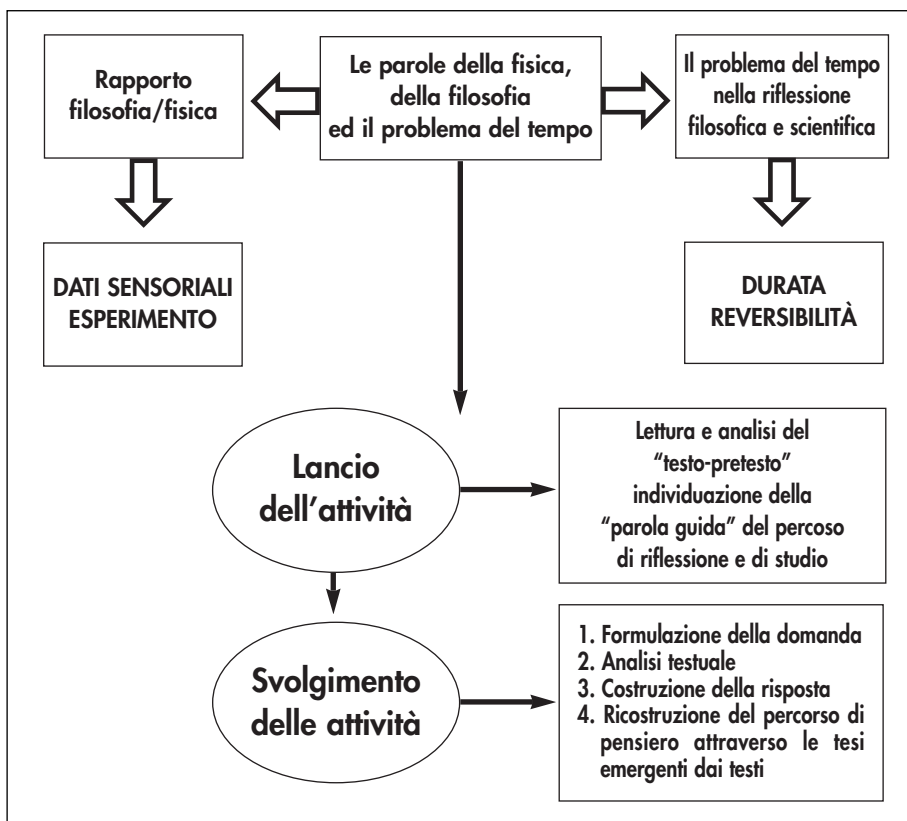 Rapporto
filosofia/fisica
Le parole della fisica,
della filosofia
ed il problema del tempo
Il problema del tempo
nella riflessione
filosofica e scientifica
DATI SENSORIALI
ESPERIMENTO
DURATA
REVERSIBILITÀ
Lancio
dell'attività
Lettura e analisi del
“testo-pretesto”
individuazione della
“parola guida” del percoso
di riflessione e di studio
Svolgimento
delle attività
1. Formulazione della domanda
2. Analisi testuale
3. Costruzione della risposta
4. Ricostruzione del percorso di
pensiero attraverso le tesi
emergenti dai testi